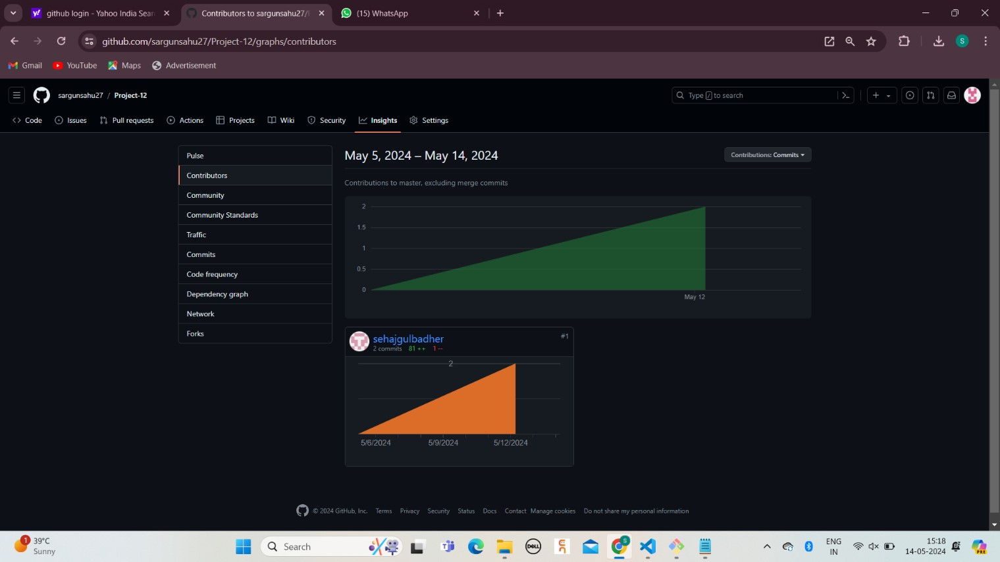 github login - Yahoo India Sear
Contributors to sargunsahu27/
(15) WhatsApp
github.com/sargunsahu27/Project-12/graphs/contributors
S
Gmail
YouTube
Maps
Advertisement
sargunsahu27 / Project-12
Type / to search
Code
Issues
Pull requests
Actions
Projects
Wiki
Security
Insights
Settings
Pulse
Contributors
Community
Community Standards
Traffic
Commits
Code frequency
Dependency graph
Network
Forks
May 5, 2024 – May 14, 2024
Contributions: Commits
Contributions to master, excluding merge commits
2
1.5
1
0.5
0
May 12
sehajgulbadher
#1
2 commits 81 ++ 1 --
2
5/6/2024 5/9/2024 5/12/2024
© 2024 GitHub, Inc. Terms Privacy Security Status Docs Contact Manage cookies Do not share my personal information
1
39°C
Sunny
Search
DELL
S
ENG
IN
15:18
14-05-2024
PRE